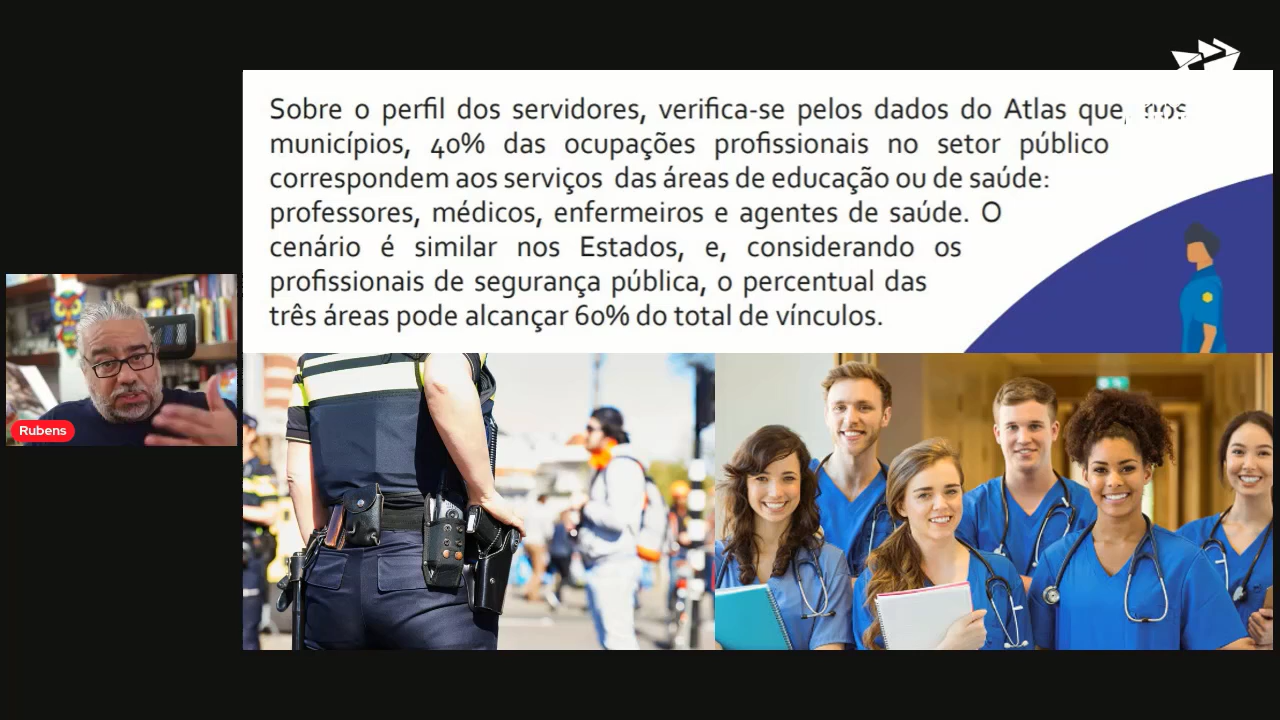 Sobre o perfil dos servidores, verifica-se pelos dados do Atlas que
municípios, 40% das ocupações profissionais no setor público
correspondem aos serviços das áreas de educação ou de saúde:
professores, médicos, enfermeiros e agentes de saúde. O
cenário é similar nos Estados, e, considerando os
profissionais de segurança pública, o percentual das
três áreas pode alcançar 60% do total de vínculos.
Rubens